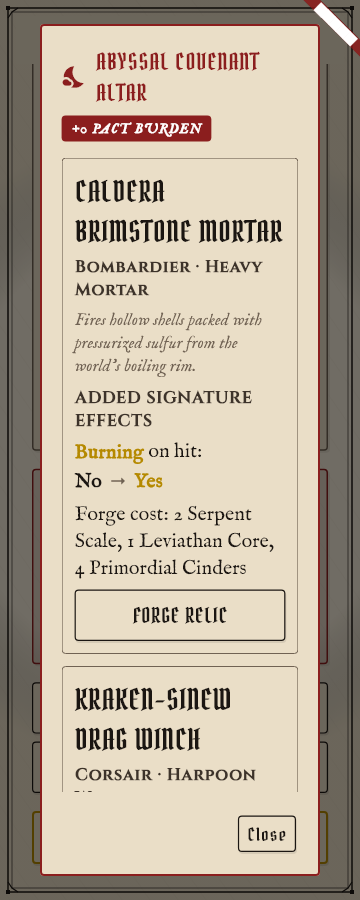 ABYSSAL COVENANT
ALTAR
+0 PACT BURDEN
CALDERA
BRIMSTONE MORTAR
BOMBARDIER · HEAVY
MORTAR
Fires hollow shells packed with
pressurized sulfur from the
world's boiling rim.
ADDED SIGNATURE
EFFECTS
Burning on hit:
No → Yes
Forge cost: 2 Serpent
Scale, 1 Leviathan Core,
4 Primordial Cinders
FORGE RELIC
KRAKEN-SINEW
DRAG WINCH
CORSAIR · HARPOON
Close